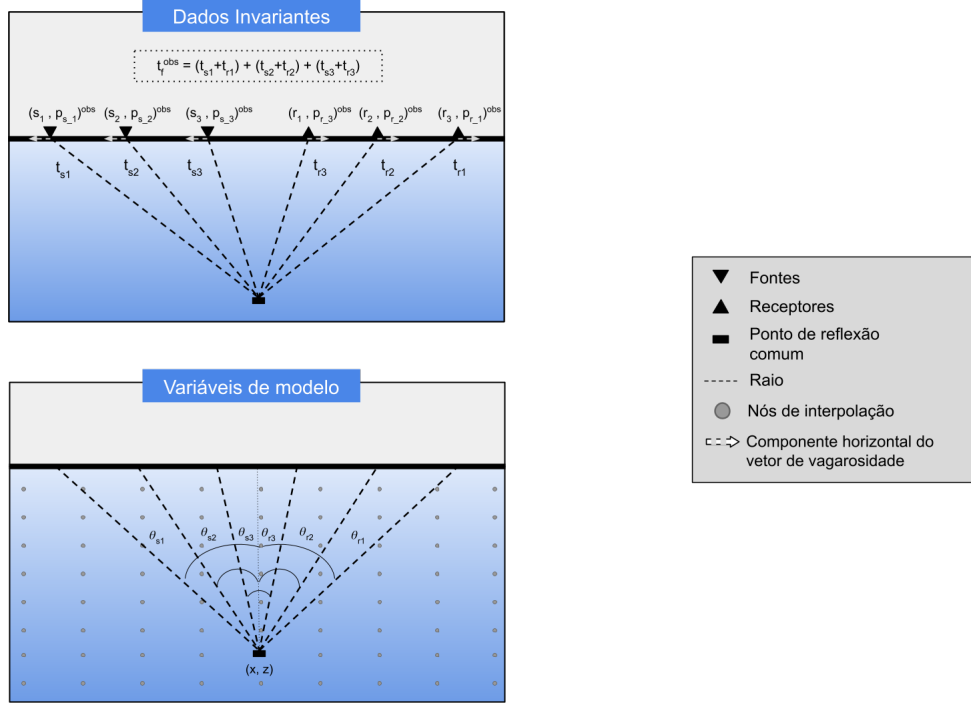 Dados Invariantes
t_f^obs = (t_s1+t_r1) + (t_s2+t_r2) + (t_s3+t_r3)
(s_1 , p_s_1)^obs (s_2 , p_s_2)^obs (s_3 , p_s_3)^obs (r_1 , p_r_3)^obs (r_2 , p_r_2)^obs (r_3 , p_r_1)^obs
t_s1 t_s2 t_s3 t_r3 t_r2 t_r1
Fontes
Receptores
Ponto de reflexão
comum
Raio
Nós de interpolação
Componente horizontal do
vetor de vagarosidade
Variáveis de modelo
θ_s1 θ_s2 θ_s3 θ_r3 θ_r2 θ_r1
(x, z)